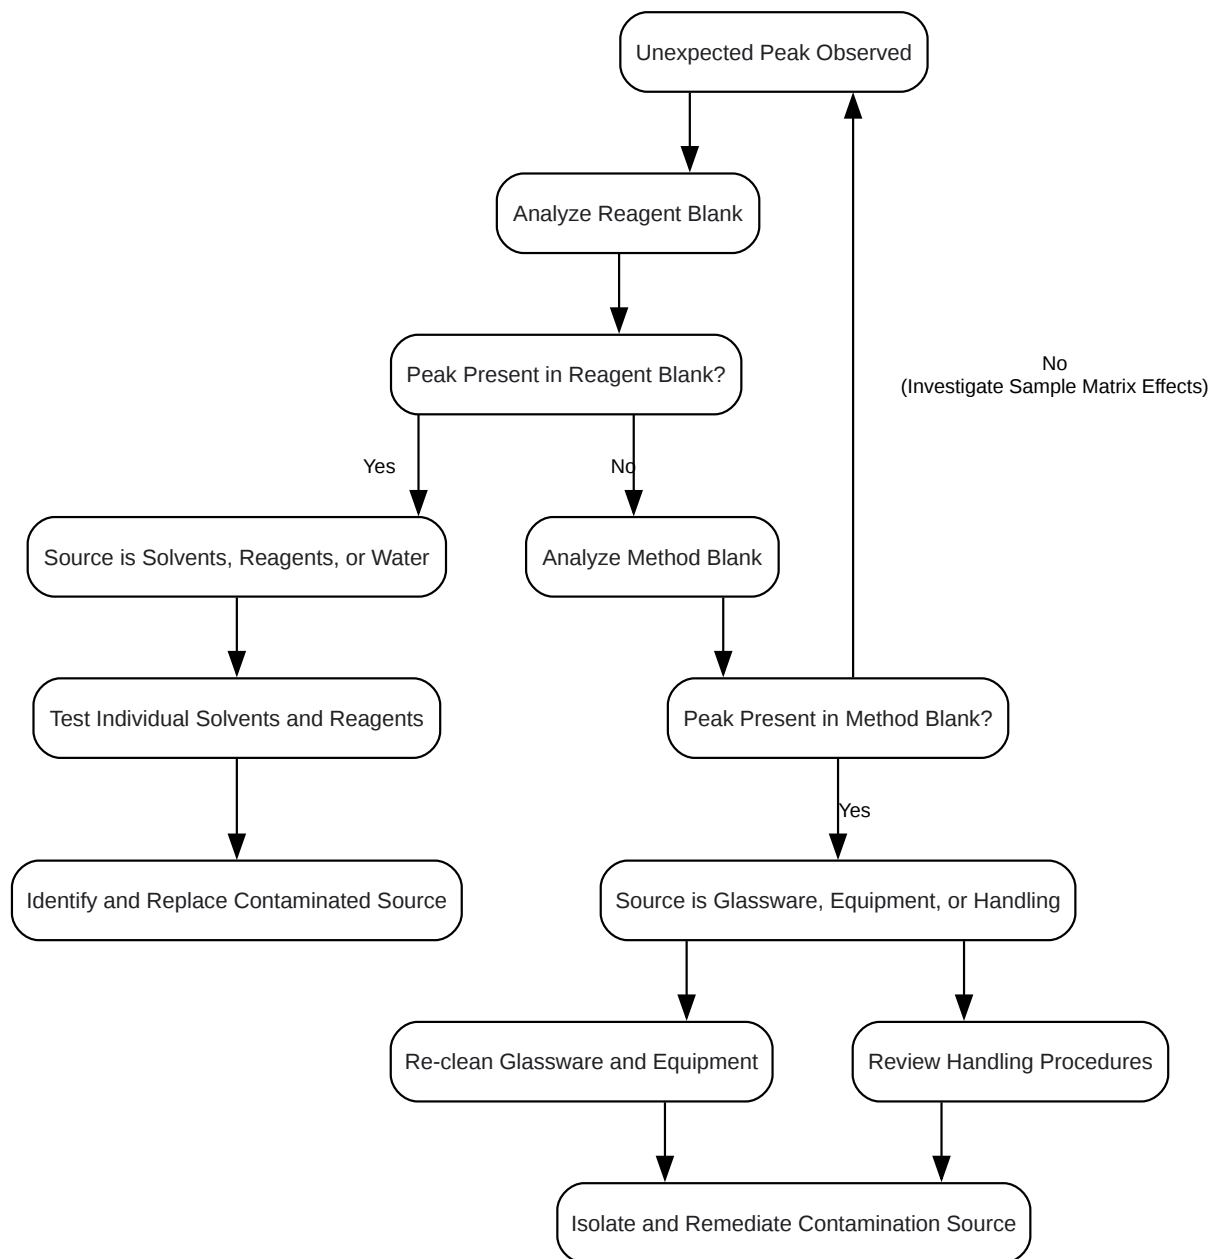 Unexpected Peak Observed
Analyze Reagent Blank
Peak Present in Reagent Blank?
No
(Investigate Sample Matrix Effects)
Yes
No
Source is Solvents, Reagents, or Water
Analyze Method Blank
Test Individual Solvents and Reagents
Peak Present in Method Blank?
Yes
Identify and Replace Contaminated Source
Source is Glassware, Equipment, or Handling
Re-clean Glassware and Equipment
Review Handling Procedures
Isolate and Remediate Contamination Source